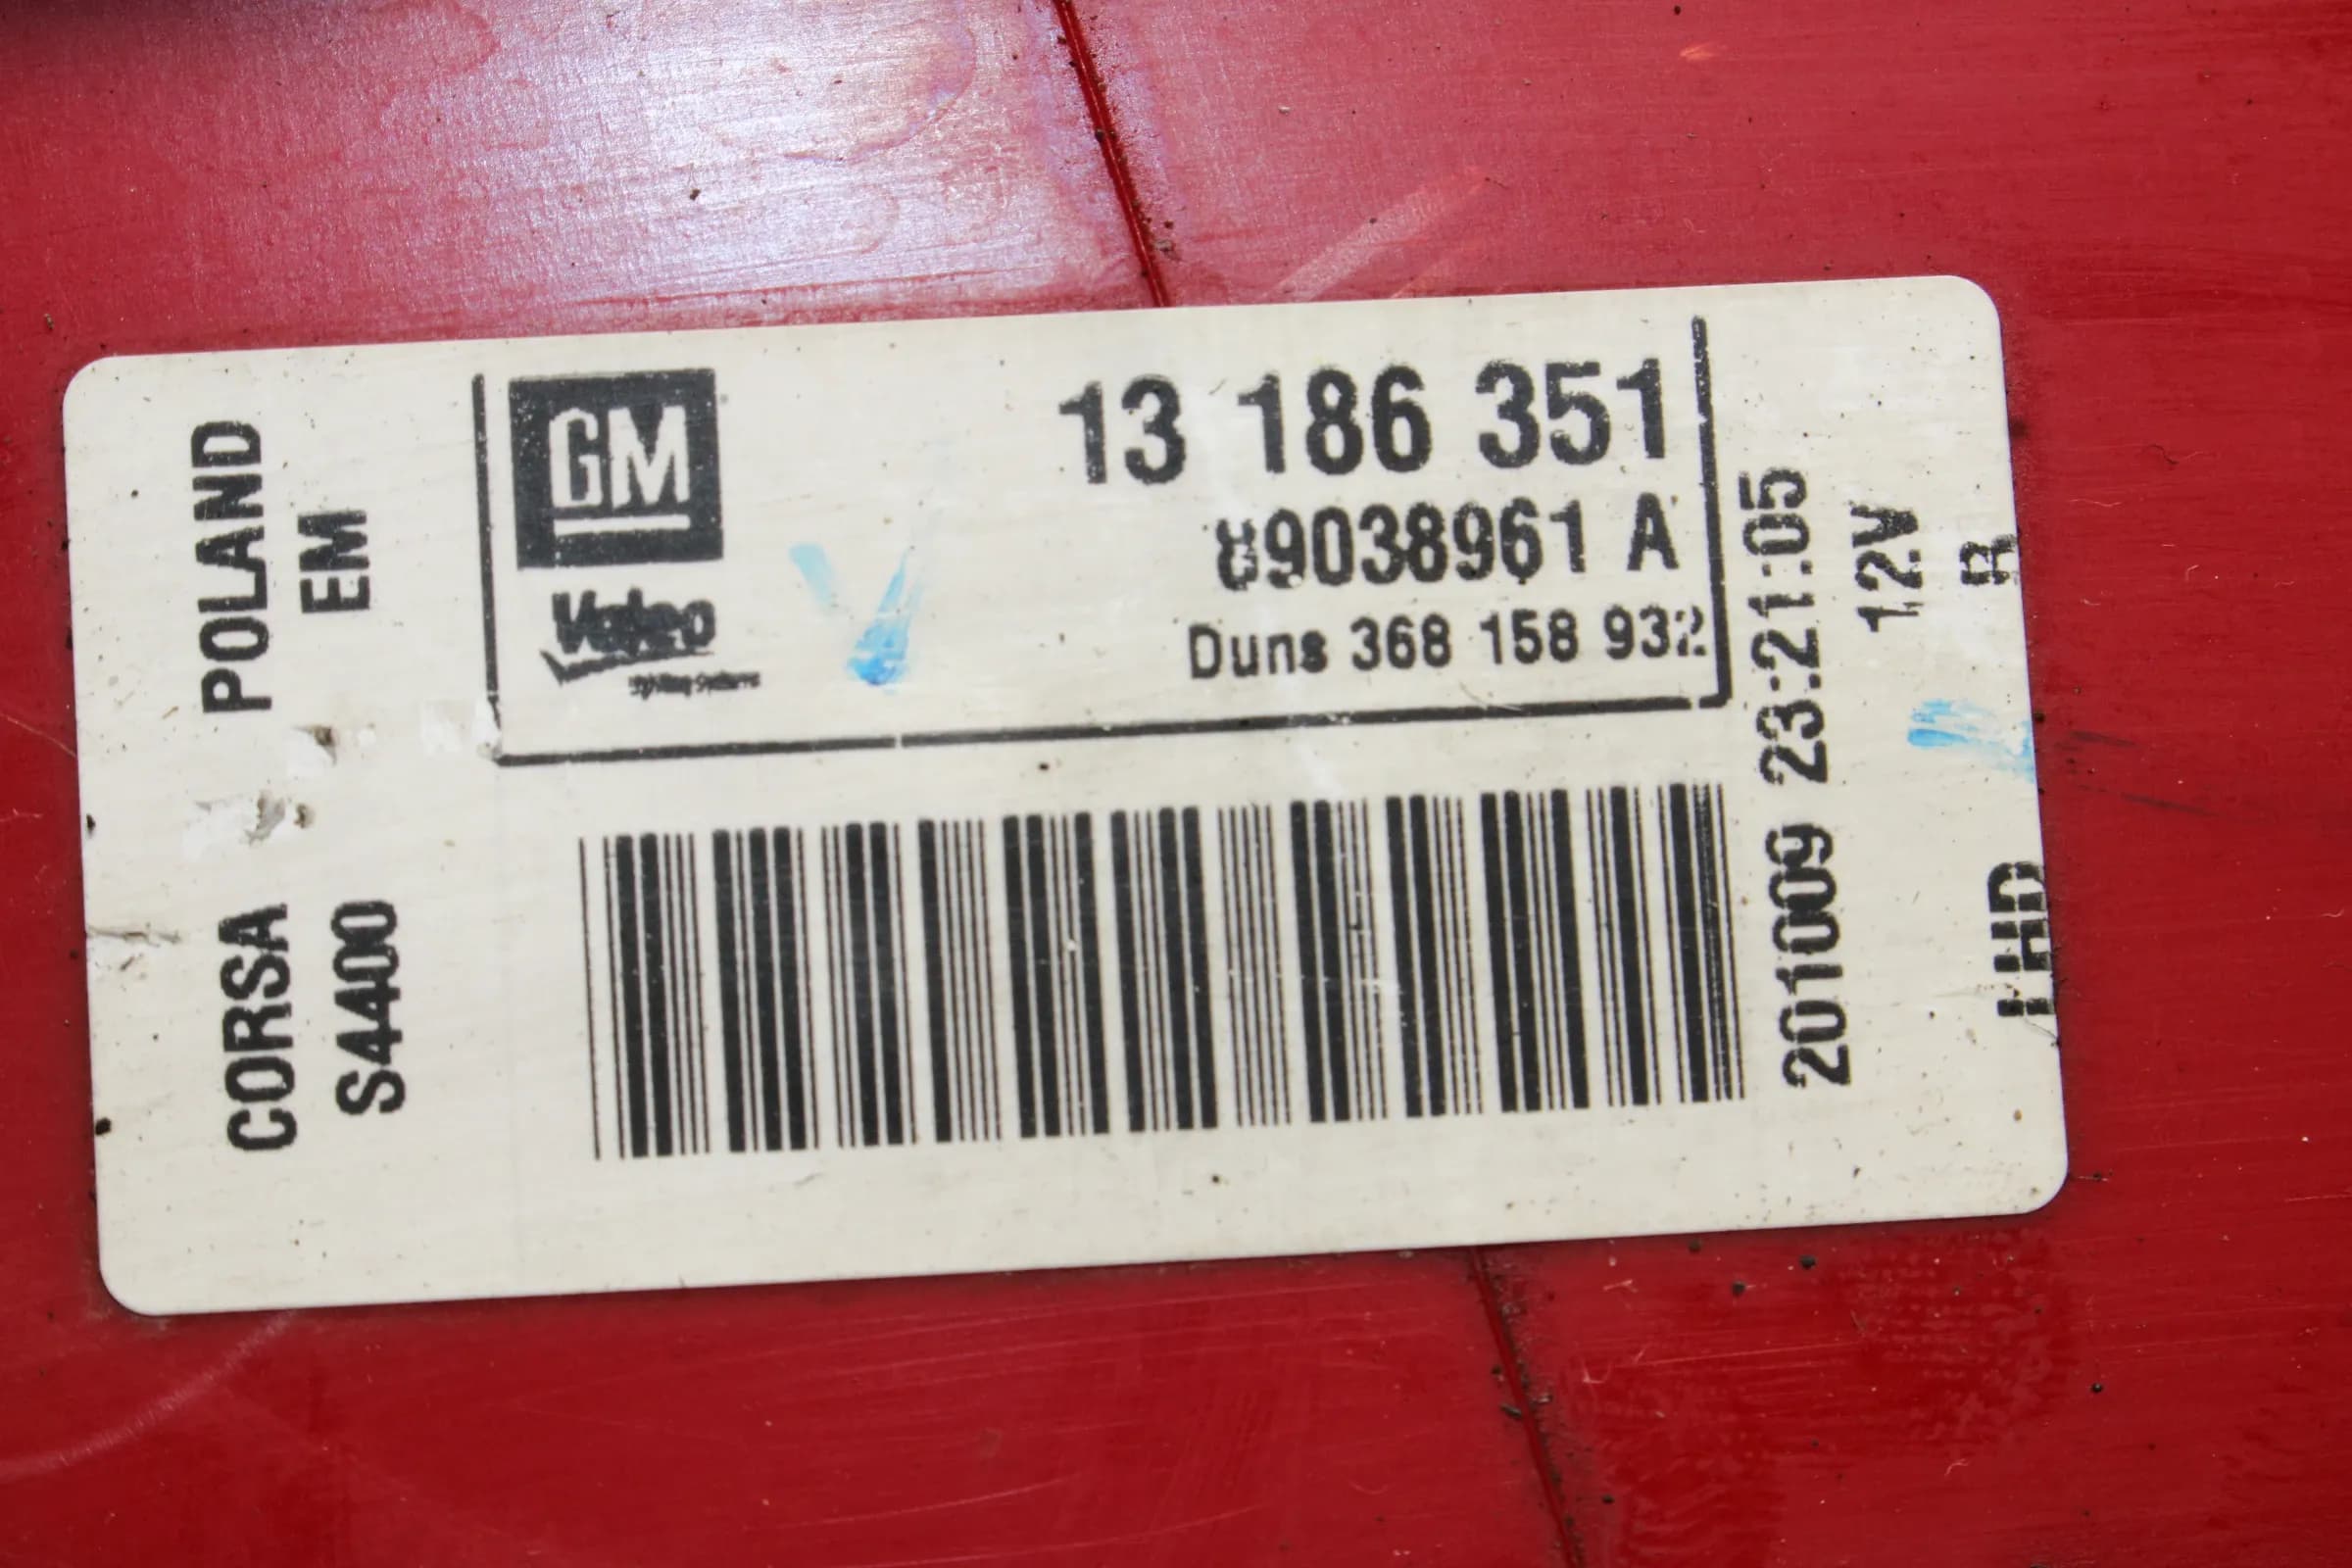 POLAND
EM
CORSA
S4400
GM
Valeo
13 186 351
89038961 A
Duns 368 158 932
201009 23:21:05
12V
R